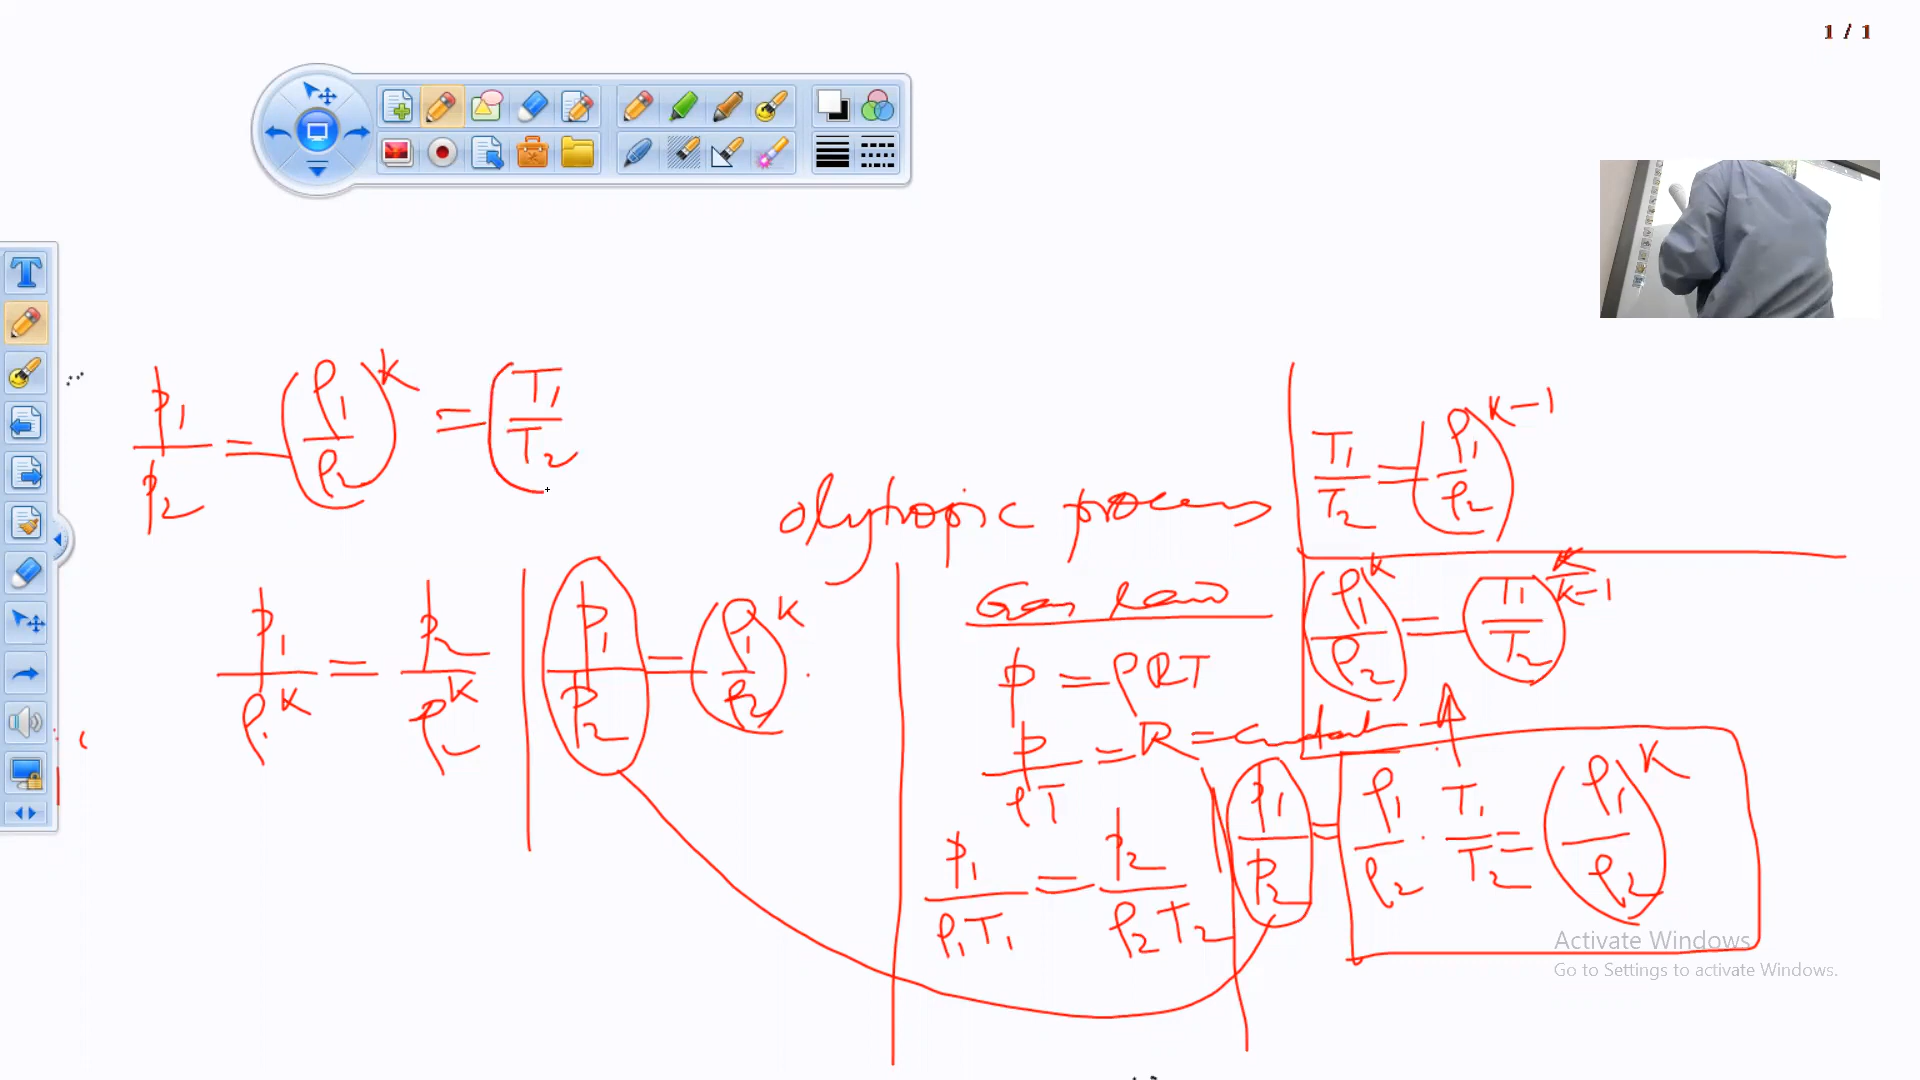 1 / 1
p₁/p₂ = (ρ₁/ρ₂)^k = (T₁/T₂
olytropic process
T₁/T₂ = (ρ₁/ρ₂)^k-1
p₁/ρ₁^k = p₂/ρ₂^k
p₁/p₂ = (ρ₁/ρ₂)^k .
Gas law
p = ρRT
p/ρT = R = constant
p₁/ρ₁T₁ = p₂/ρ₂T₂
(ρ₁/ρ₂)^k = (T₁/T₂)^k/k-1
p₁/p₂ = ρ₁/ρ₂ · T₁/T₂ = (ρ₁/ρ₂)^k
Activate Windows
Go to Settings to activate Windows.